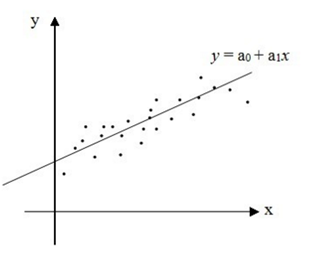 y
y = a₀ + a₁x
x